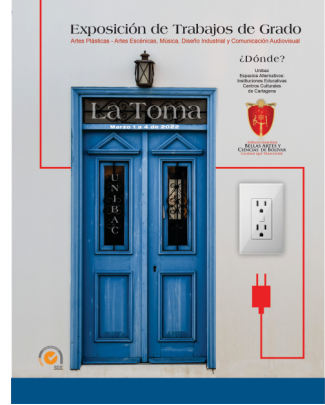 Exposición de Trabajos de Grado
Artes Plásticas - Artes Escénicas, Música, Diseño Industrial y Comunicación Audiovisual
¿Dónde?
Unibac
Espacios Alternativos,
Instituciones Educativas
Centros Culturales
de Cartagena
La Toma
Marzo 1 a 4 de 2022
BELLAS ARTES Y
CIENCIAS DE BOLÍVAR
UNIBAC
SGS